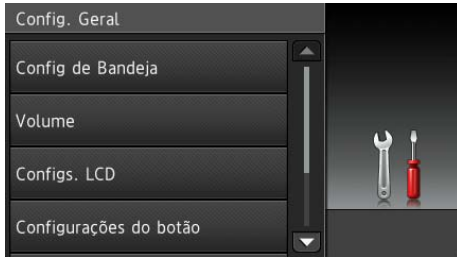 Config. Geral
Config de Bandeja
Volume
Configs. LCD
Configurações do botão